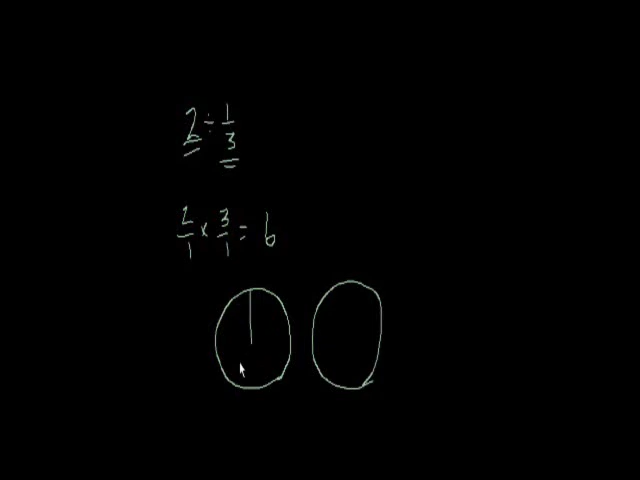 2 ÷ 1/3
2/1 × 3/1 = 6